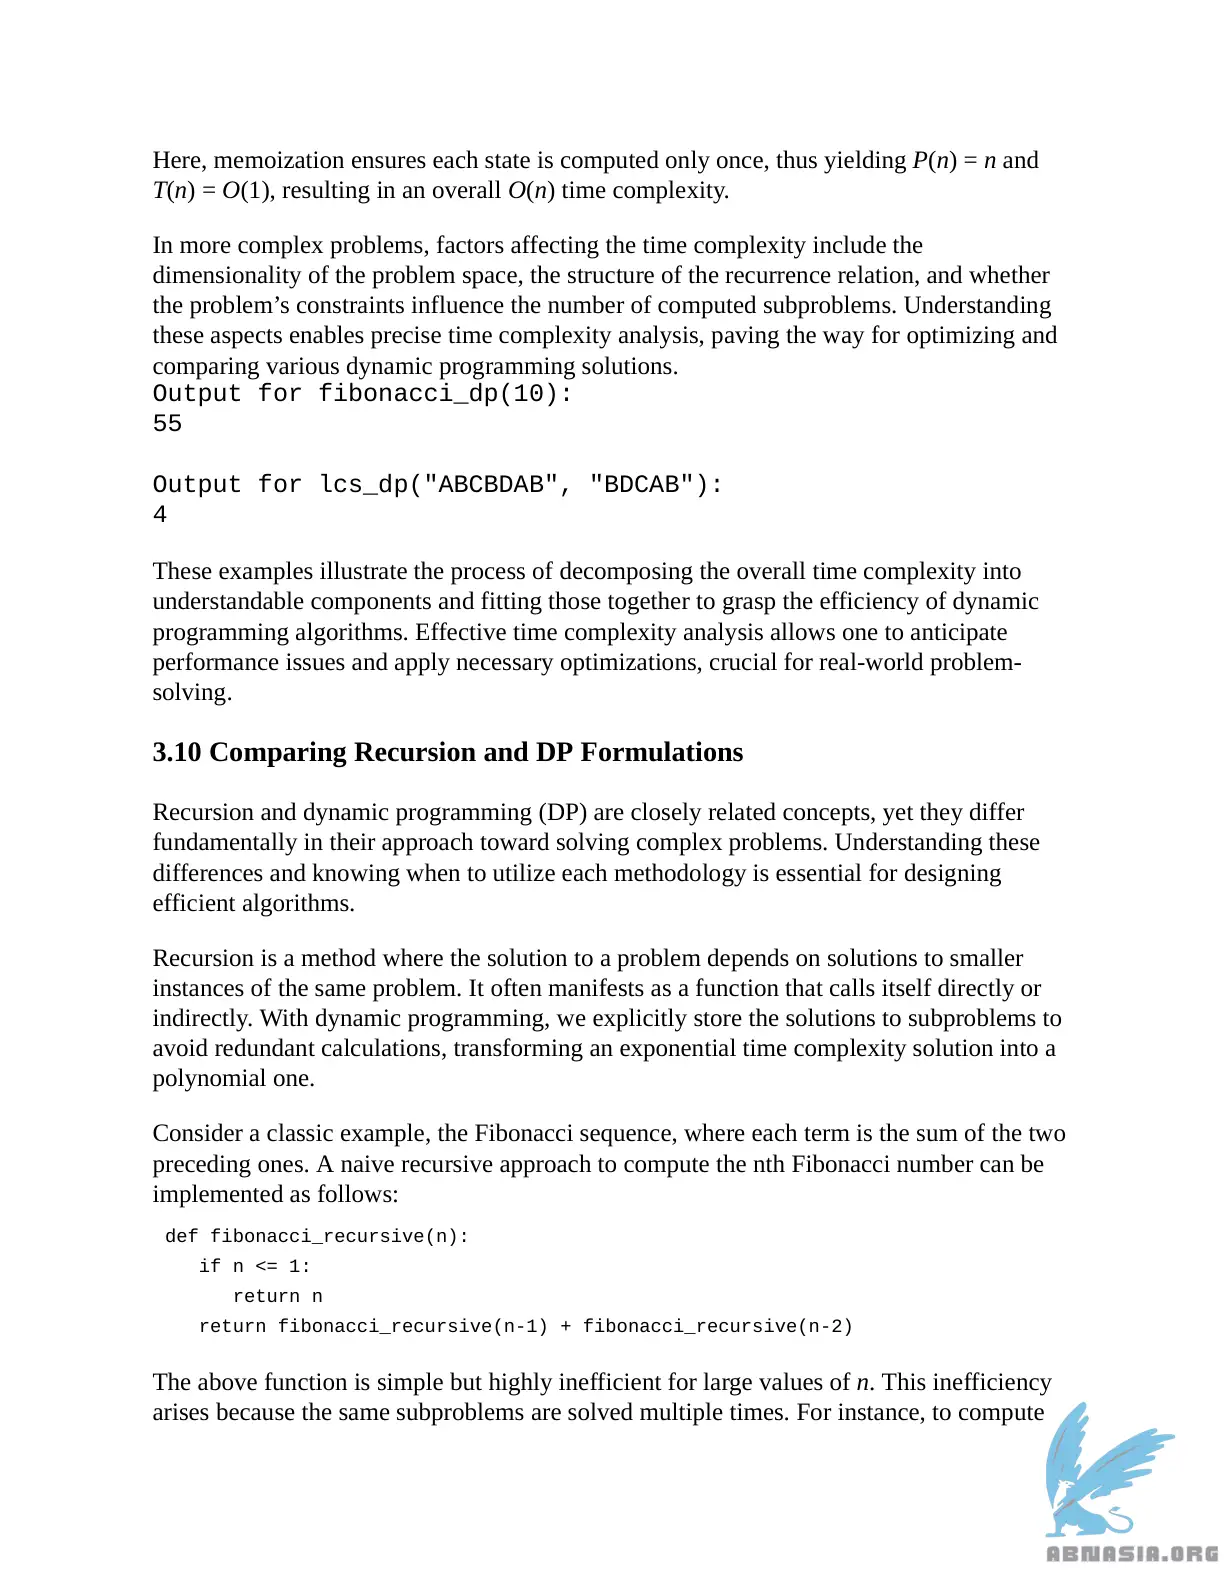 Here, memoization ensures each state is computed only once, thus yielding P(n) = n and
T(n) = O(1), resulting in an overall O(n) time complexity.
In more complex problems, factors affecting the time complexity include the
dimensionality of the problem space, the structure of the recurrence relation, and whether
the problem’s constraints influence the number of computed subproblems. Understanding
these aspects enables precise time complexity analysis, paving the way for optimizing and
comparing various dynamic programming solutions.
Output for fibonacci_dp(10):
55
Output for lcs_dp("ABCBDAB", "BDCAB"):
4
These examples illustrate the process of decomposing the overall time complexity into
understandable components and fitting those together to grasp the efficiency of dynamic
programming algorithms. Effective time complexity analysis allows one to anticipate
performance issues and apply necessary optimizations, crucial for real-world problem-
solving.
3.10 Comparing Recursion and DP Formulations
Recursion and dynamic programming (DP) are closely related concepts, yet they differ
fundamentally in their approach toward solving complex problems. Understanding these
differences and knowing when to utilize each methodology is essential for designing
efficient algorithms.
Recursion is a method where the solution to a problem depends on solutions to smaller
instances of the same problem. It often manifests as a function that calls itself directly or
indirectly. With dynamic programming, we explicitly store the solutions to subproblems to
avoid redundant calculations, transforming an exponential time complexity solution into a
polynomial one.
Consider a classic example, the Fibonacci sequence, where each term is the sum of the two
preceding ones. A naive recursive approach to compute the nth Fibonacci number can be
implemented as follows:
def fibonacci_recursive(n):
if n <= 1:
return n
return fibonacci_recursive(n-1) + fibonacci_recursive(n-2)
The above function is simple but highly inefficient for large values of n. This inefficiency
arises because the same subproblems are solved multiple times. For instance, to compute
ABNASIA.ORG